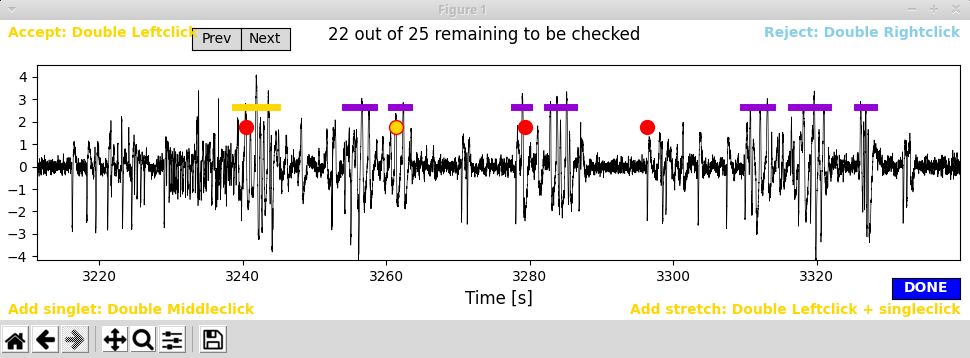 Figure 1
Accept: Double Leftclick
Prev
Next
22 out of 25 remaining to be checked
Reject: Double Rightclick
4
3
2
1
0
−1
−2
−3
−4
3220
3240
3260
3280
3300
3320
Time [s]
DONE
Add singlet: Double Middleclick
Add stretch: Double Leftclick + singleclick